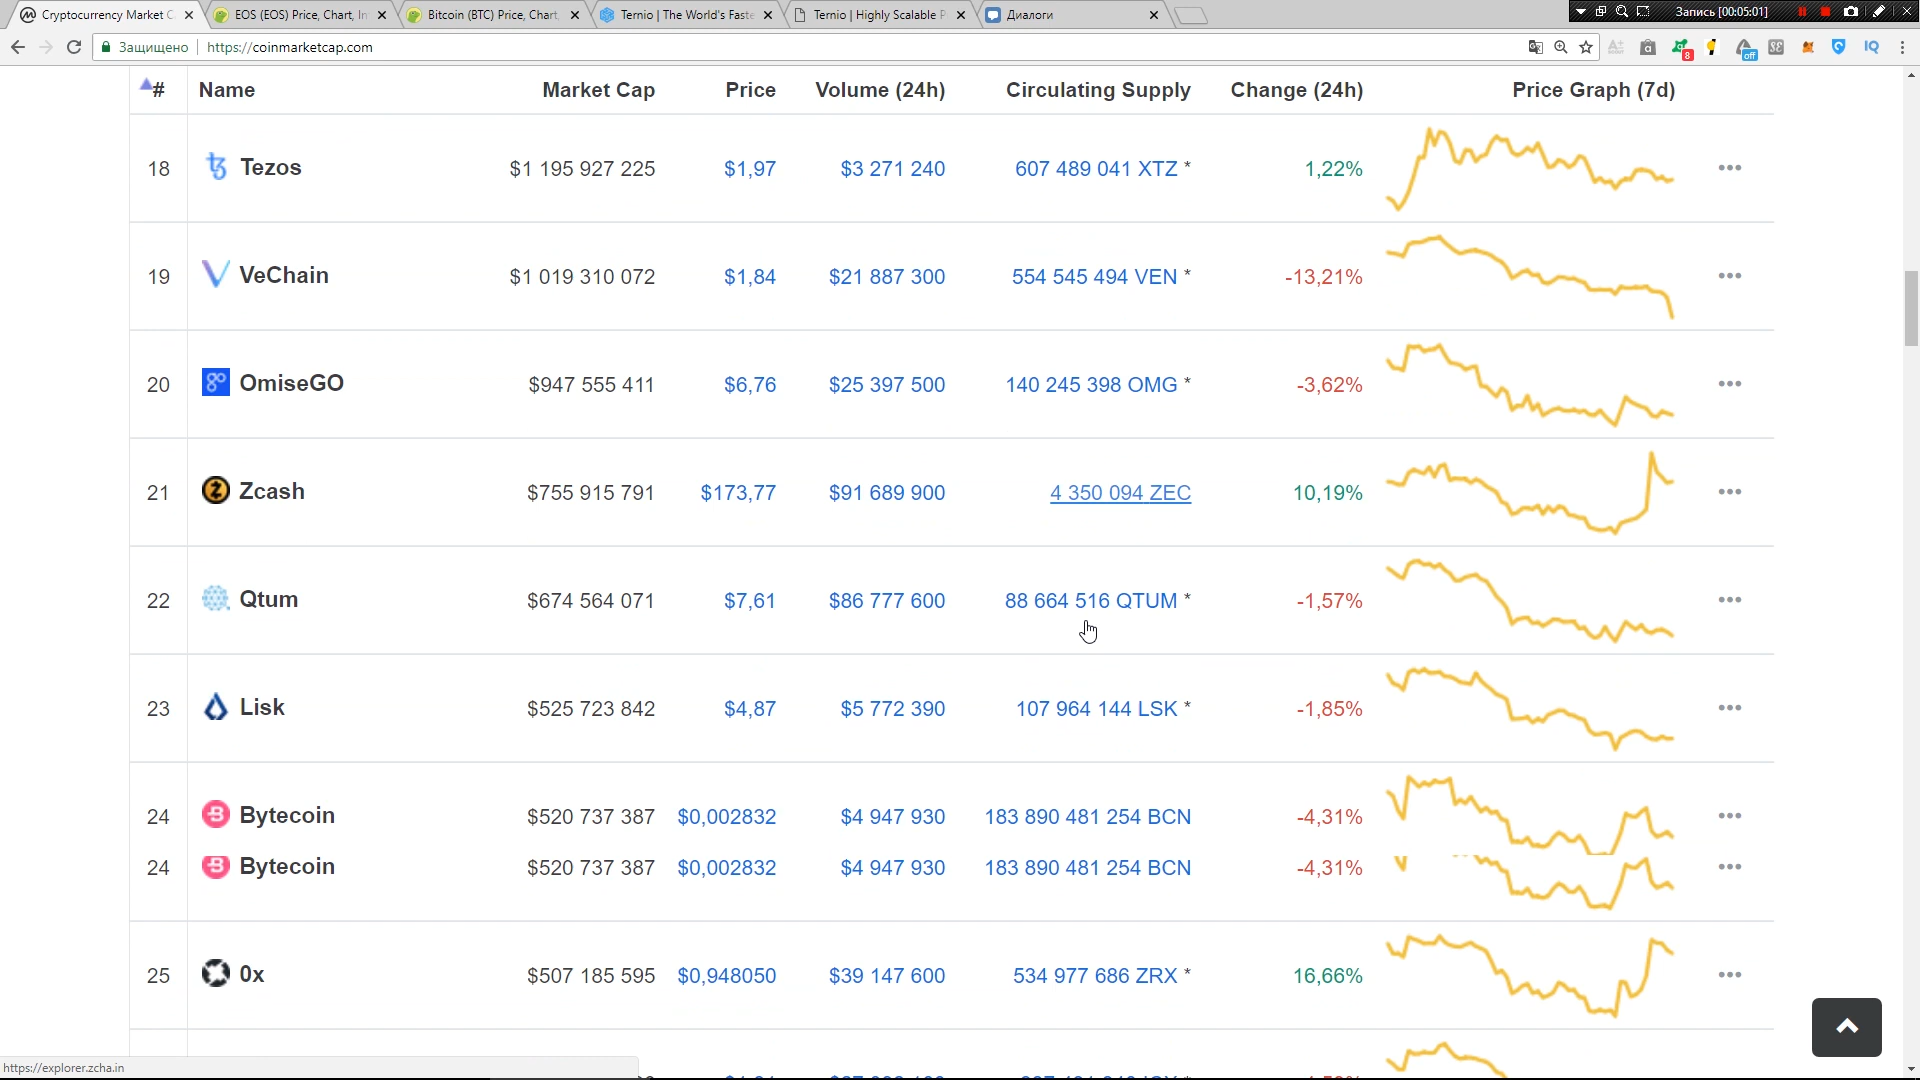 Cryptocurrency Market C
EOS (EOS) Price, Chart, In
Bitcoin (BTC) Price, Chart
Ternio | The World's Faste
Ternio | Highly Scalable P
Диалоги
Запись [00:05:01]
Защищено
https://coinmarketcap.com
8
off
IQ
# Name Market Cap Price Volume (24h) Circulating Supply Change (24h) Price Graph (7d)
18 Tezos $1 195 927 225 $1,97 $3 271 240 607 489 041 XTZ * 1,22%
19 VeChain $1 019 310 072 $1,84 $21 887 300 554 545 494 VEN * -13,21%
20 OmiseGO $947 555 411 $6,76 $25 397 500 140 245 398 OMG * -3,62%
21 Zcash $755 915 791 $173,77 $91 689 900 4 350 094 ZEC 10,19%
22 Qtum $674 564 071 $7,61 $86 777 600 88 664 516 QTUM * -1,57%
23 Lisk $525 723 842 $4,87 $5 772 390 107 964 144 LSK * -1,85%
24 Bytecoin $520 737 387 $0,002832 $4 947 930 183 890 481 254 BCN -4,31%
24 Bytecoin $520 737 387 $0,002832 $4 947 930 183 890 481 254 BCN -4,31%
25 0x $507 185 595 $0,948050 $39 147 600 534 977 686 ZRX * 16,66%
https://explorer.zcha.in